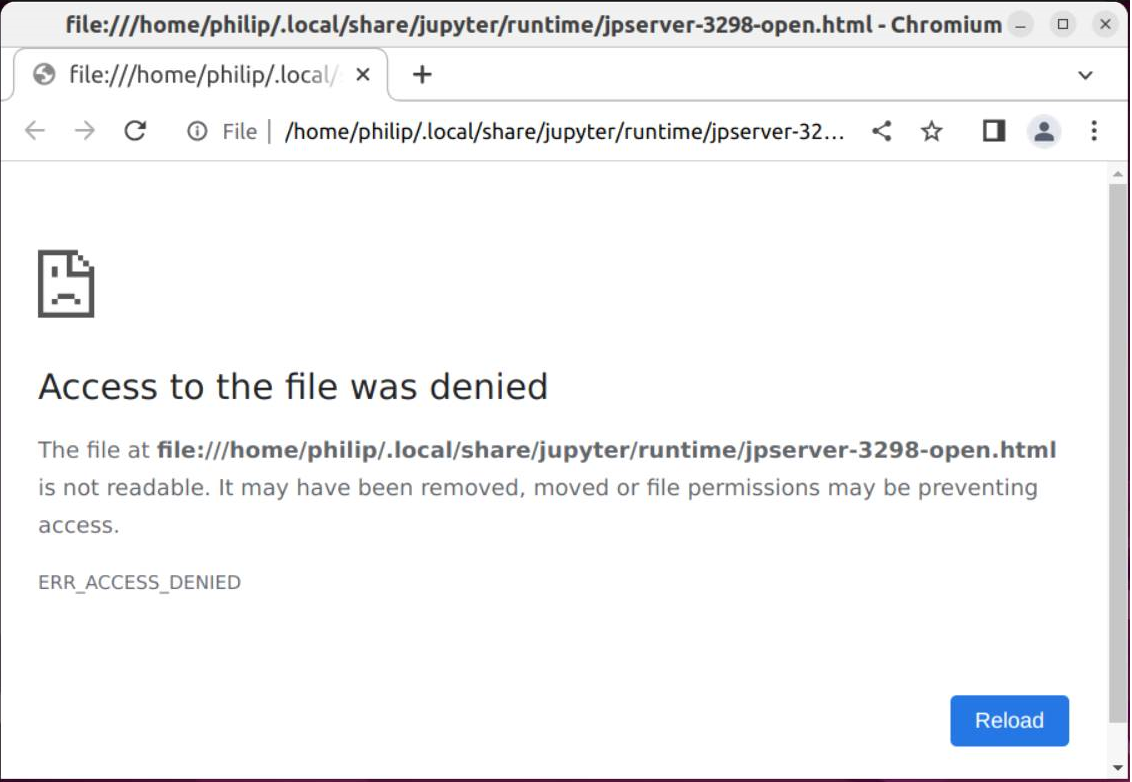 file:///home/philip/.local/share/jupyter/runtime/jpserver-3298-open.html - Chromium
file:///home/philip/.local/
File | /home/philip/.local/share/jupyter/runtime/jpserver-32…
Access to the file was denied
The file at file:///home/philip/.local/share/jupyter/runtime/jpserver-3298-open.html
is not readable. It may have been removed, moved or file permissions may be preventing
access.
ERR_ACCESS_DENIED
Reload